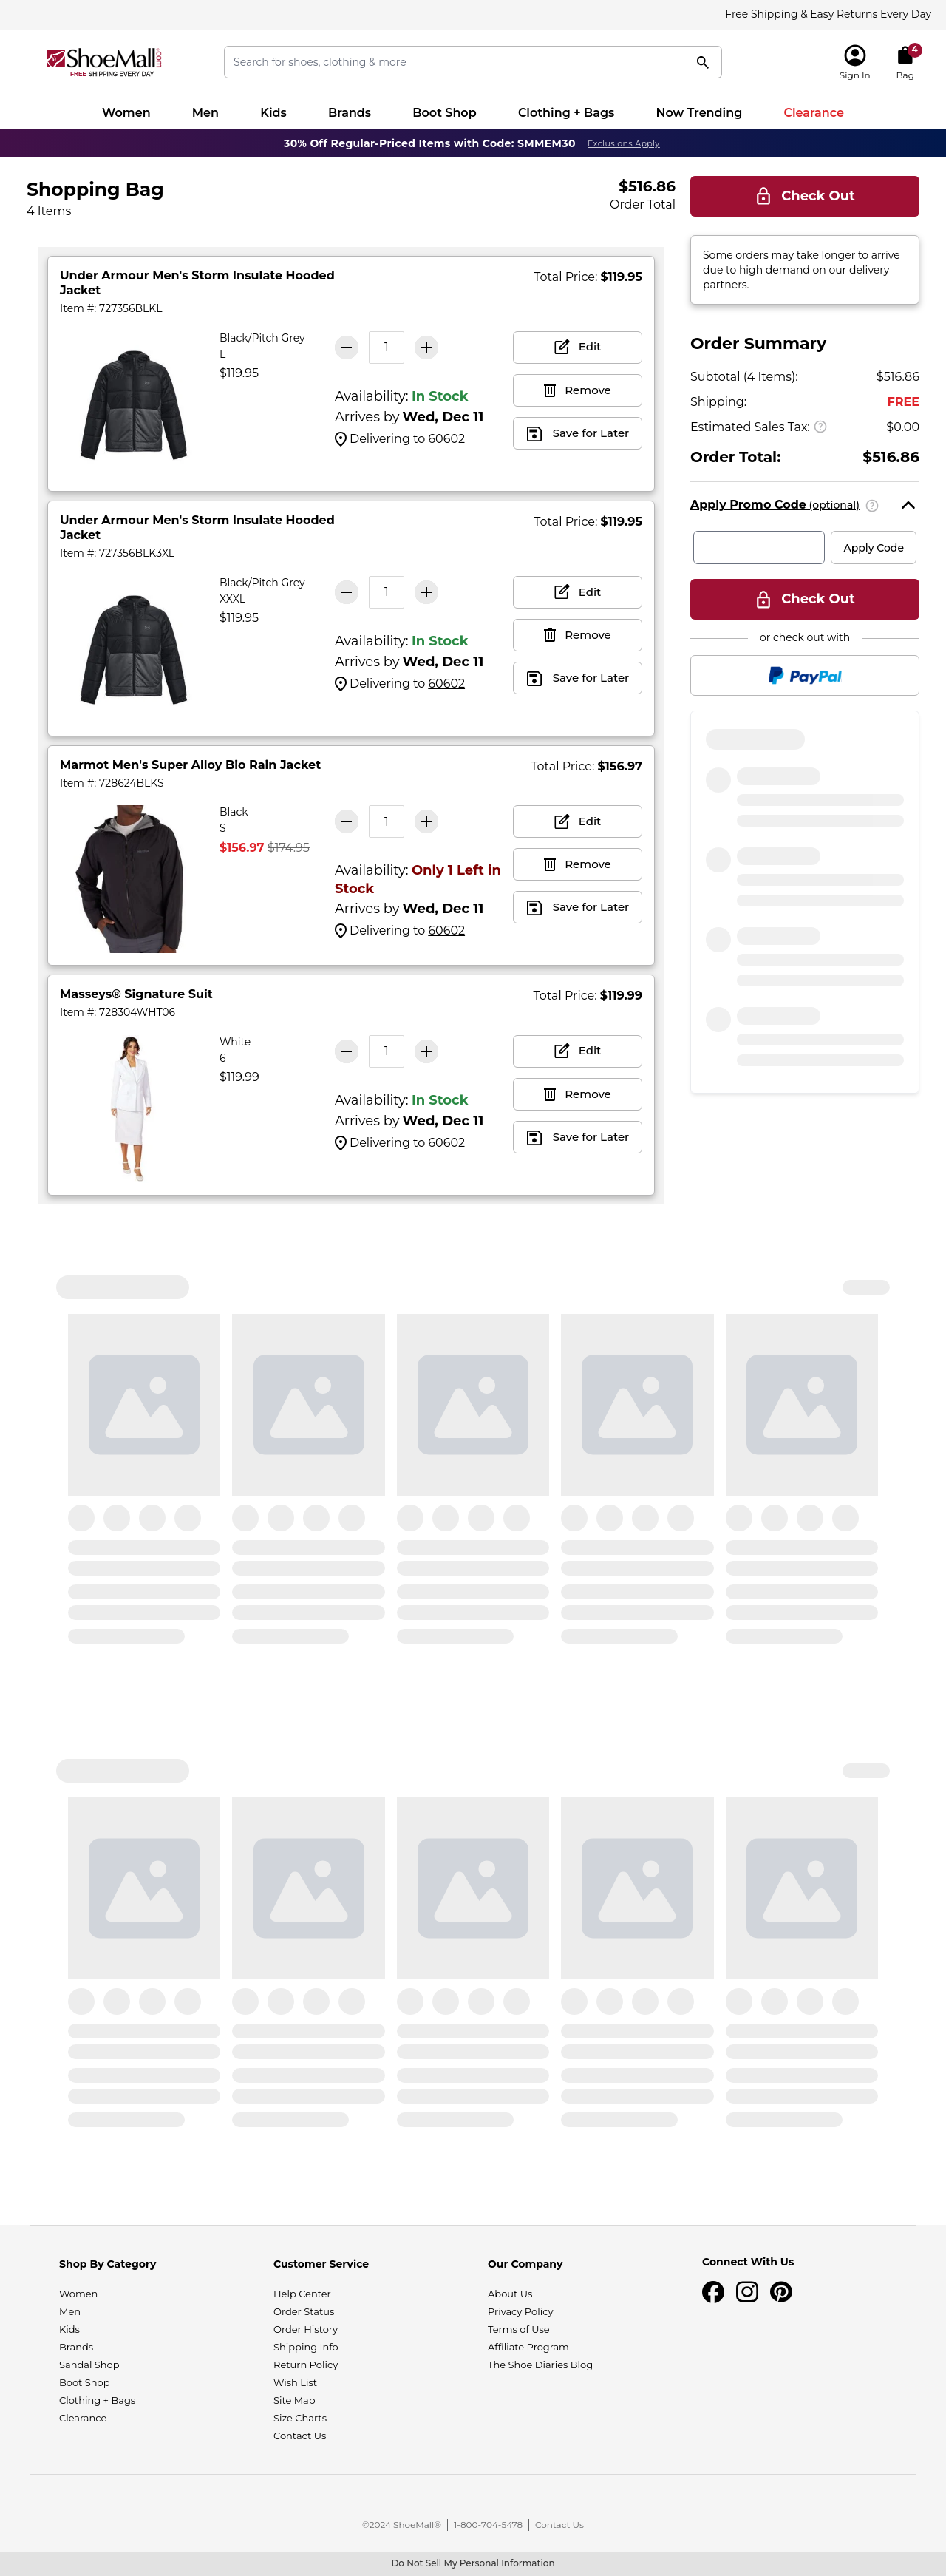 Free Shipping & Easy Returns Every Day
ShoeMall.com
FREE SHIPPING EVERY DAY
Search for shoes, clothing & more
Sign In
4
Bag
Women
Men
Kids
Brands
Boot Shop
Clothing + Bags
Now Trending
Clearance
30% Off Regular-Priced Items with Code: SMMEM30 Exclusions Apply
Shopping Bag
4 Items
$516.86
Order Total
Check Out
Some orders may take longer to arrive
due to high demand on our delivery
partners.
Under Armour Men's Storm Insulate Hooded
Jacket
Item #: 727356BLKL
Total Price: $119.95
Black/Pitch Grey
L
$119.95
1
Availability: In Stock
Arrives by Wed, Dec 11
Delivering to 60602
Edit
Remove
Save for Later
Under Armour Men's Storm Insulate Hooded
Jacket
Item #: 727356BLK3XL
Total Price: $119.95
Black/Pitch Grey
XXXL
$119.95
1
Availability: In Stock
Arrives by Wed, Dec 11
Delivering to 60602
Edit
Remove
Save for Later
Marmot Men's Super Alloy Bio Rain Jacket
Item #: 728624BLKS
Total Price: $156.97
Black
S
$156.97 $174.95
1
Availability: Only 1 Left in
Stock
Arrives by Wed, Dec 11
Delivering to 60602
Edit
Remove
Save for Later
Masseys® Signature Suit
Item #: 728304WHT06
Total Price: $119.99
White
6
$119.99
1
Availability: In Stock
Arrives by Wed, Dec 11
Delivering to 60602
Edit
Remove
Save for Later
Order Summary
Subtotal (4 Items): $516.86
Shipping: FREE
Estimated Sales Tax: ? $0.00
Order Total: $516.86
Apply Promo Code (optional) ?
Apply Code
Check Out
or check out with
PayPal
Shop By Category
Women
Men
Kids
Brands
Sandal Shop
Boot Shop
Clothing + Bags
Clearance
Customer Service
Help Center
Order Status
Order History
Shipping Info
Return Policy
Wish List
Site Map
Size Charts
Contact Us
Our Company
About Us
Privacy Policy
Terms of Use
Affiliate Program
The Shoe Diaries Blog
Connect With Us
©2024 ShoeMall® | 1-800-704-5478 | Contact Us
Do Not Sell My Personal Information